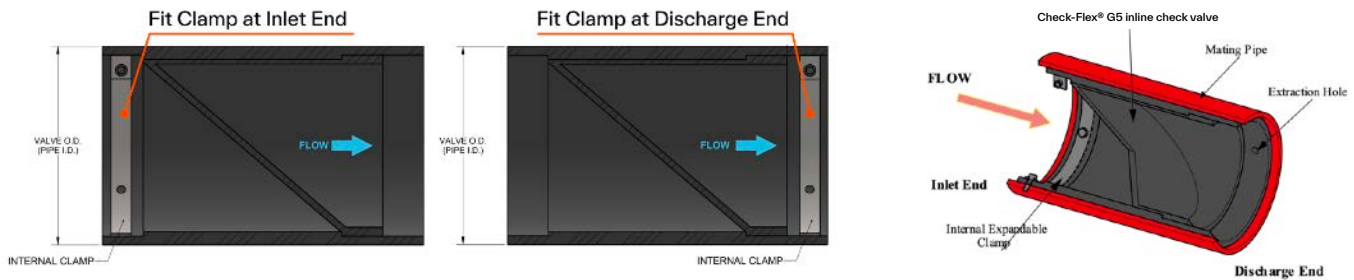 Fit Clamp at Inlet End
VALVE O.D.
(PIPE I.D.)
FLOW
INTERNAL CLAMP
Fit Clamp at Discharge End
VALVE O.D.
(PIPE I.D.)
FLOW
INTERNAL CLAMP
Check-Flex® G5 inline check valve
Mating Pipe
FLOW
Extraction Hole
Inlet End
Internal Expandable
Clamp
Discharge End